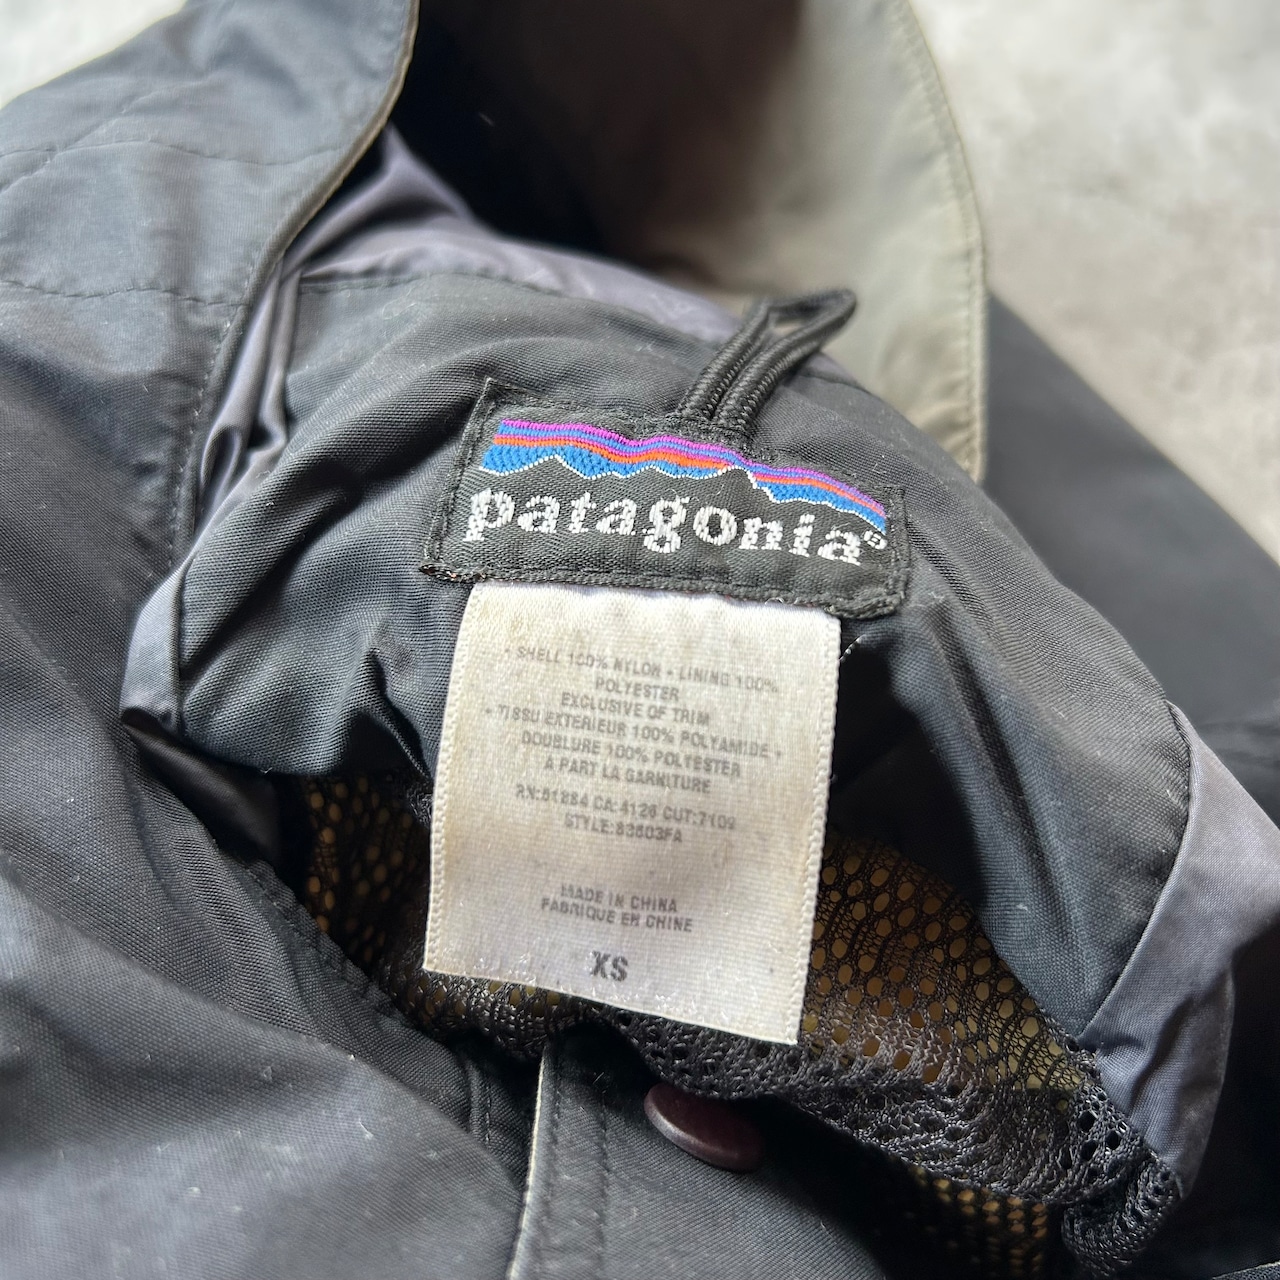 patagonia®
• SHELL 100% NYLON • LINING 100%
POLYESTER
EXCLUSIVE OF TRIM
• TISSU EXTERIEUR 100% POLYAMIDE •
DOUBLURE 100% POLYESTER
A PART LA GARNITURE
RN:51884 CA:4126 CUT:7109
STYLE:83603FA
MADE IN CHINA
FABRIQUE EN CHINE
XS